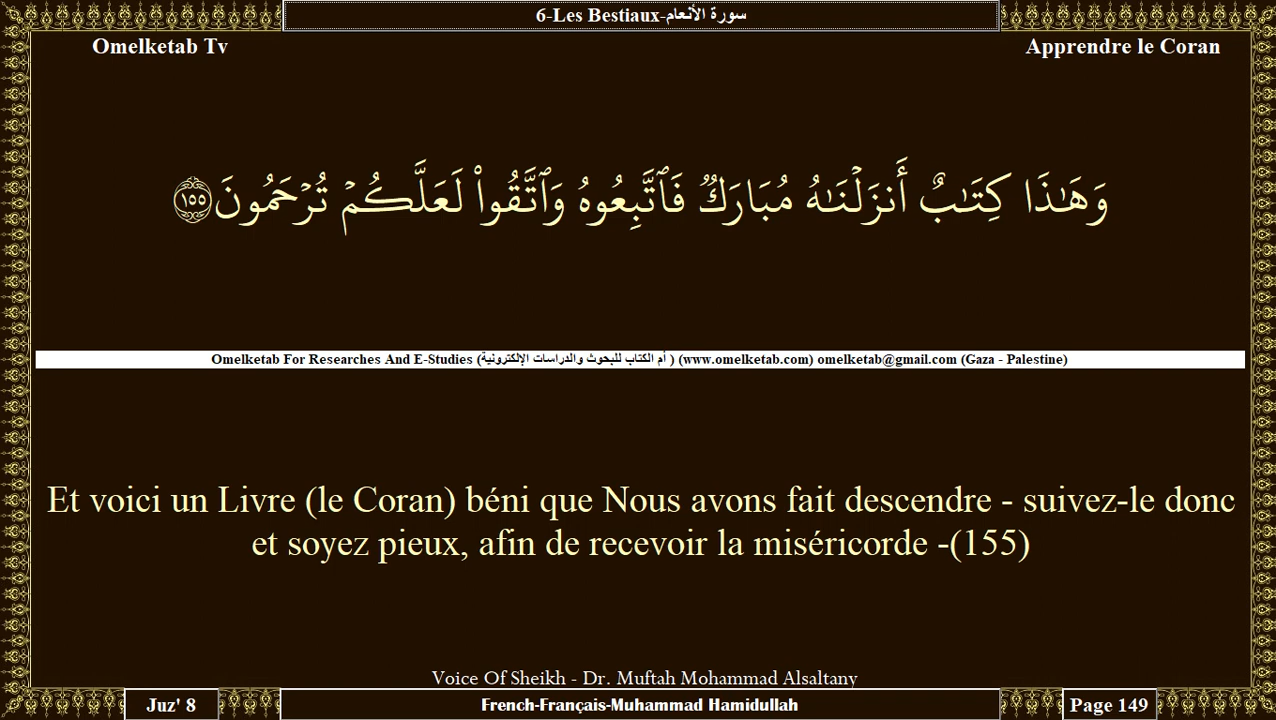 6-Les Bestiaux-سورة الأنعام
Omelketab Tv
Apprendre le Coran
وَهَٰذَا كِتَٰبٌ أَنزَلْنَٰهُ مُبَارَكٌ فَٱتَّبِعُوهُ وَٱتَّقُوا۟ لَعَلَّكُمْ تُرْحَمُونَ ١٥٥
Omelketab For Researches And E-Studies (أم الكتاب للبحوث والدراسات الإلكترونية ) (www.omelketab.com) omelketab@gmail.com (Gaza - Palestine)
Et voici un Livre (le Coran) béni que Nous avons fait descendre - suivez-le donc
et soyez pieux, afin de recevoir la miséricorde -(155)
Voice Of Sheikh - Dr. Muftah Mohammad Alsaltany
Juz' 8
French-Français-Muhammad Hamidullah
Page 149